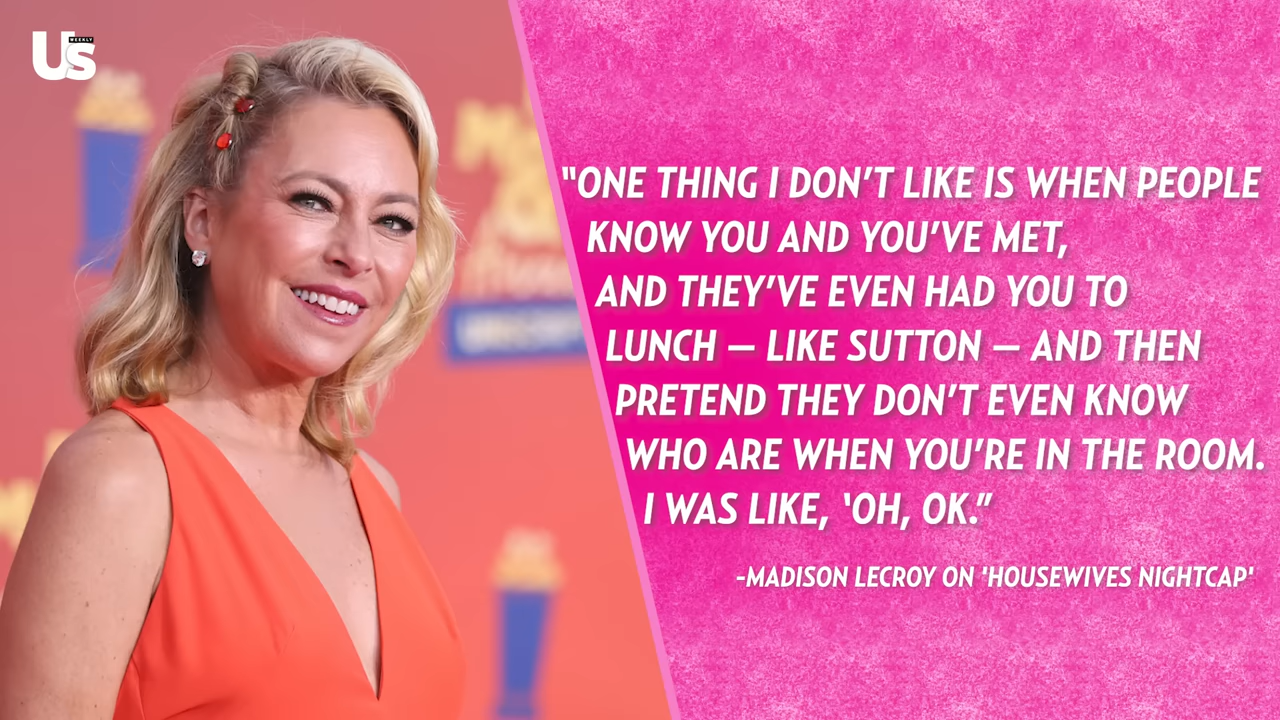 Us
WEEKLY
“ONE THING I DON’T LIKE IS WHEN PEOPLE
KNOW YOU AND YOU’VE MET,
AND THEY’VE EVEN HAD YOU TO
LUNCH — LIKE SUTTON — AND THEN
PRETEND THEY DON’T EVEN KNOW
WHO ARE WHEN YOU’RE IN THE ROOM.
I WAS LIKE, ‘OH, OK.”
-MADISON LECROY ON 'HOUSEWIVES NIGHTCAP'